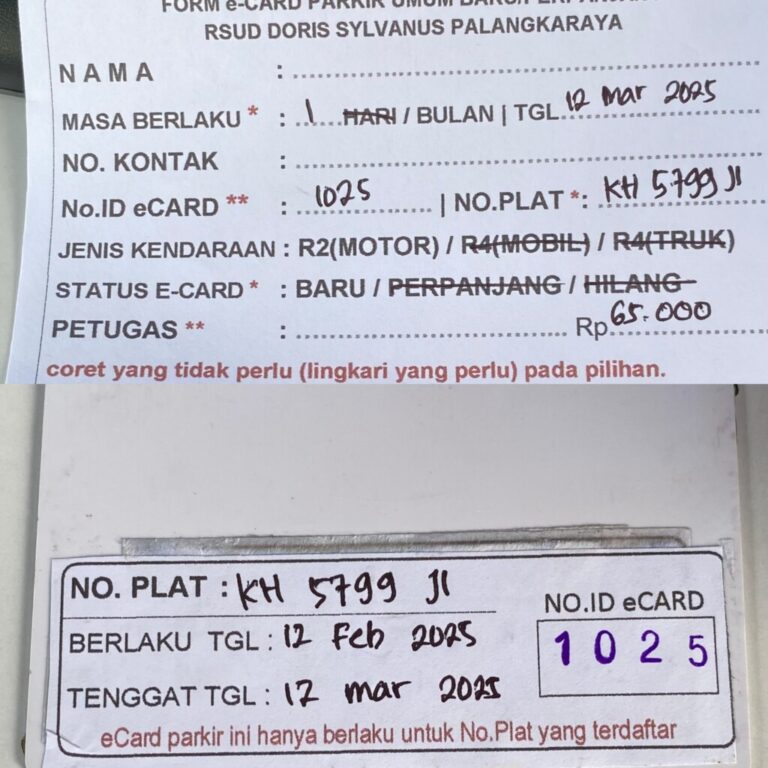 FORM e-CARD PARKIR UMUM
RSUD DORIS SYLVANUS PALANGKARAYA
NAMA : ........................
MASA BERLAKU * : 1 HARI / BULAN | TGL. 12 Mar 2025
NO. KONTAK : ........................
No.ID eCARD ** : 1025 | NO.PLAT *: KH 5799 JI
JENIS KENDARAAN : R2(MOTOR) / R4(MOBIL) / R4(TRUK)
STATUS E-CARD * : BARU / PERPANJANG / HILANG
PETUGAS ** : ........................ Rp. 65.000
coret yang tidak perlu (lingkari yang perlu) pada pilihan.
NO. PLAT : KH 5799 JI
BERLAKU TGL : 12 Feb 2025
TENGGAT TGL : 12 mar 2025
NO.ID eCARD
1025
eCard parkir ini hanya berlaku untuk No.Plat yang terdaftar